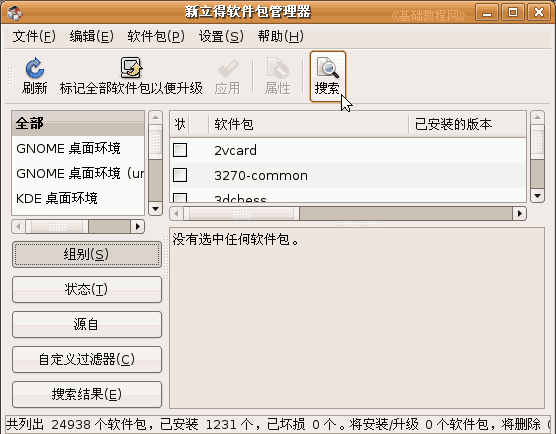 新立得软件包管理器
《基础教程网》
文件(F) 编辑(E) 软件包(P) 设置(S) 帮助(H)
刷新 标记全部软件包以便升级 应用 属性 搜索
全部
GNOME 桌面环境
GNOME 桌面环境 (ur
KDE 桌面环境
软件包 已安装的版本
2vcard
3270-common
3dchess
组别(S)
没有选中任何软件包。
状态(T)
源自
自定义过滤器(C)
搜索结果(E)
共列出 24938 个软件包，已安装 1231 个，已坏损 0 个。将安装/升级 0 个软件包，将删除